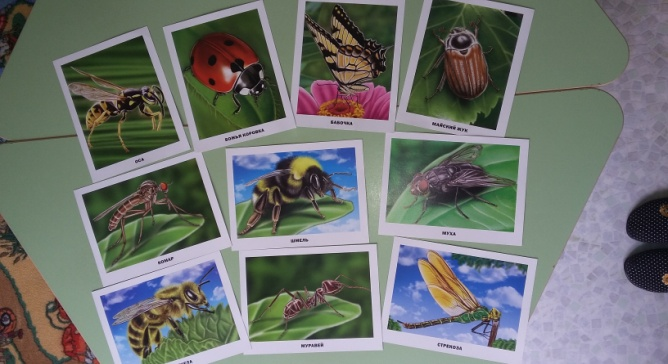 ОСА
БОЖЬЯ КОРОВКА
БАБОЧКА
МАЙСКИЙ ЖУК
КОМАР
ШМЕЛЬ
МУХА
МУРАВЕЙ
СТРЕКОЗА